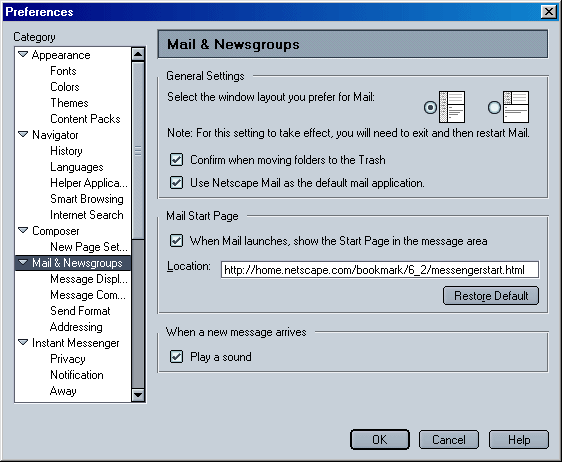 Preferences
Category
Appearance
Fonts
Colors
Themes
Content Packs
Navigator
History
Languages
Helper Applica...
Smart Browsing
Internet Search
Composer
New Page Set...
Mail & Newsgroups
Message Displ...
Message Com...
Send Format
Addressing
Instant Messenger
Privacy
Notification
Away
Mail & Newsgroups
General Settings
Select the window layout you prefer for Mail:
Note: For this setting to take effect, you will need to exit and then restart Mail.
Confirm when moving folders to the Trash
Use Netscape Mail as the default mail application.
Mail Start Page
When Mail launches, show the Start Page in the message area
Location: http://home.netscape.com/bookmark/6_2/messengerstart.html
Restore Default
When a new message arrives
Play a sound
OK Cancel Help